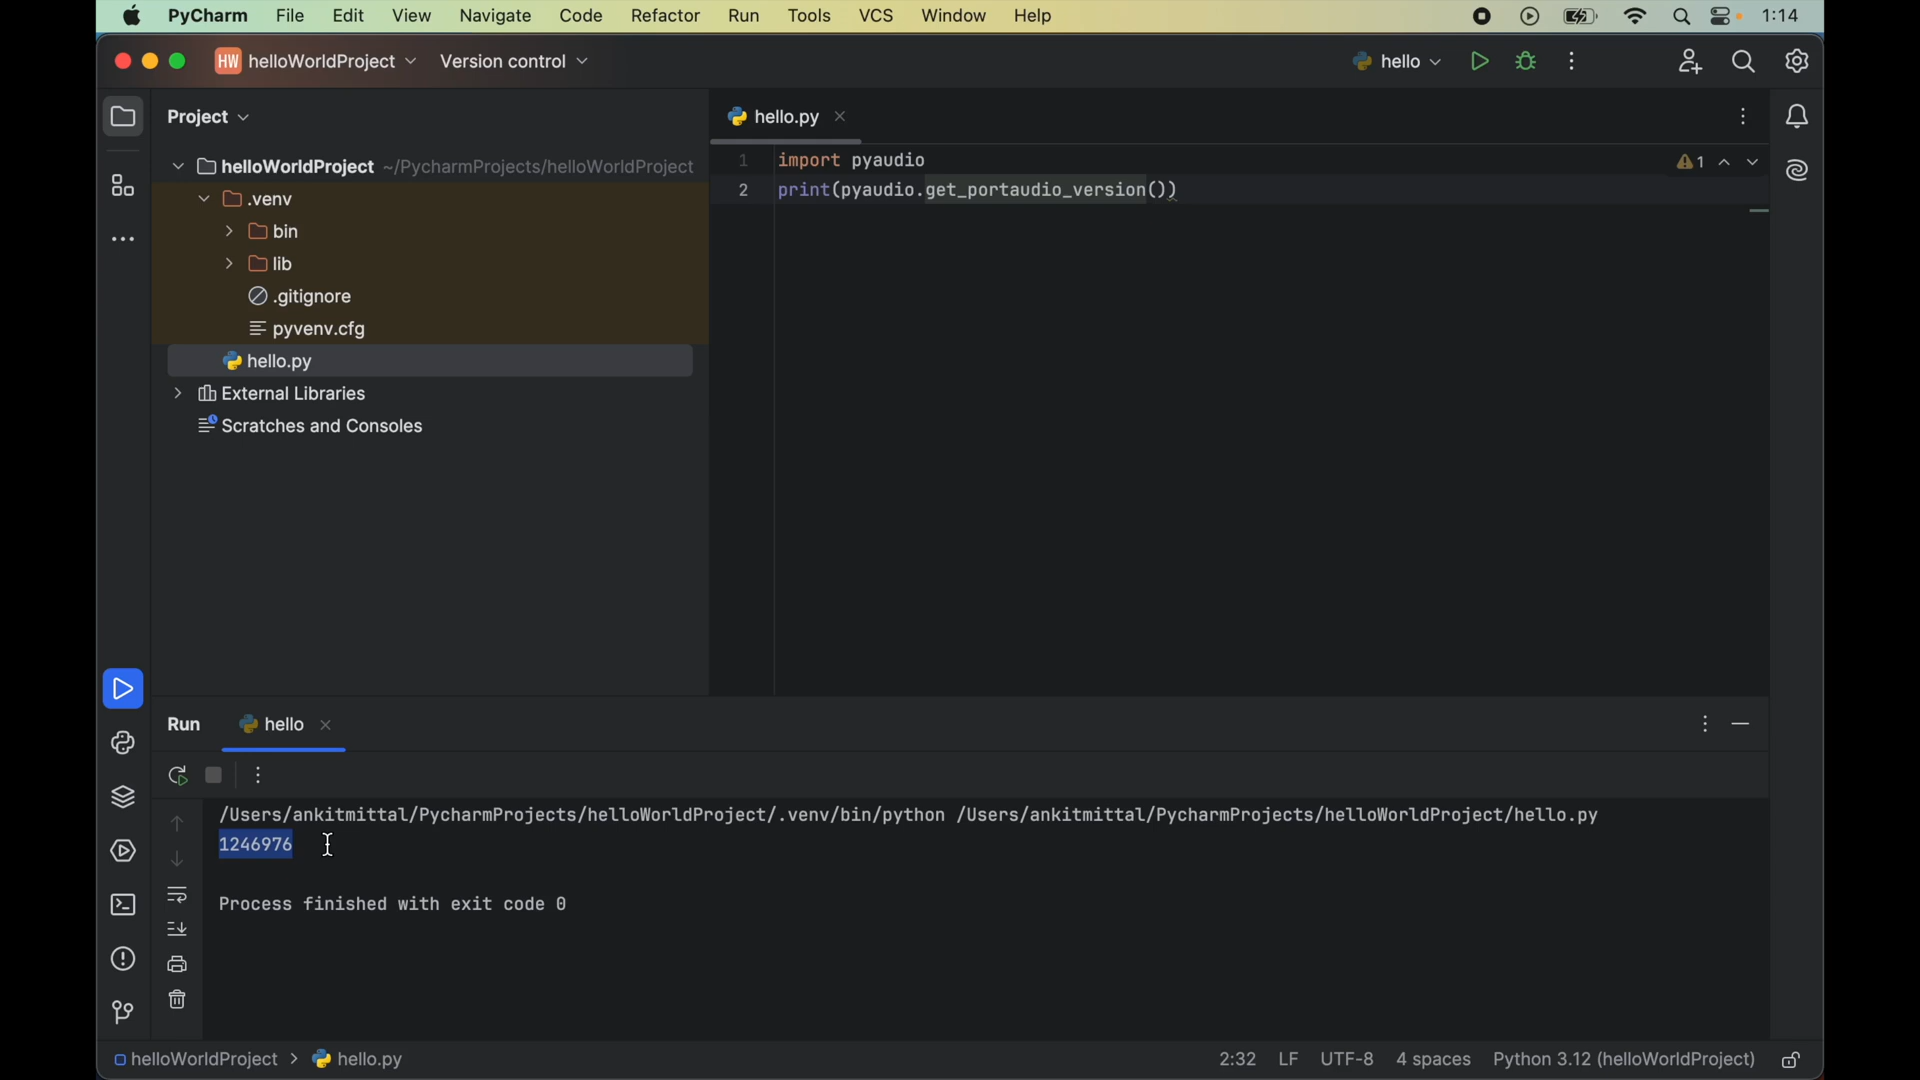 PyCharm File Edit View Navigate Code Refactor Run Tools VCS Window Help 1:14
HW helloWorldProject Version control hello
Project
hello.py
helloWorldProject ~/PycharmProjects/helloWorldProject
.venv
bin
lib
.gitignore
pyvenv.cfg
hello.py
External Libraries
Scratches and Consoles
1 import pyaudio
2 print(pyaudio.get_portaudio_version())
1
Run hello
/Users/ankitmittal/PycharmProjects/helloWorldProject/.venv/bin/python /Users/ankitmittal/PycharmProjects/helloWorldProject/hello.py
1246976
Process finished with exit code 0
helloWorldProject > hello.py 2:32 LF UTF-8 4 spaces Python 3.12 (helloWorldProject)